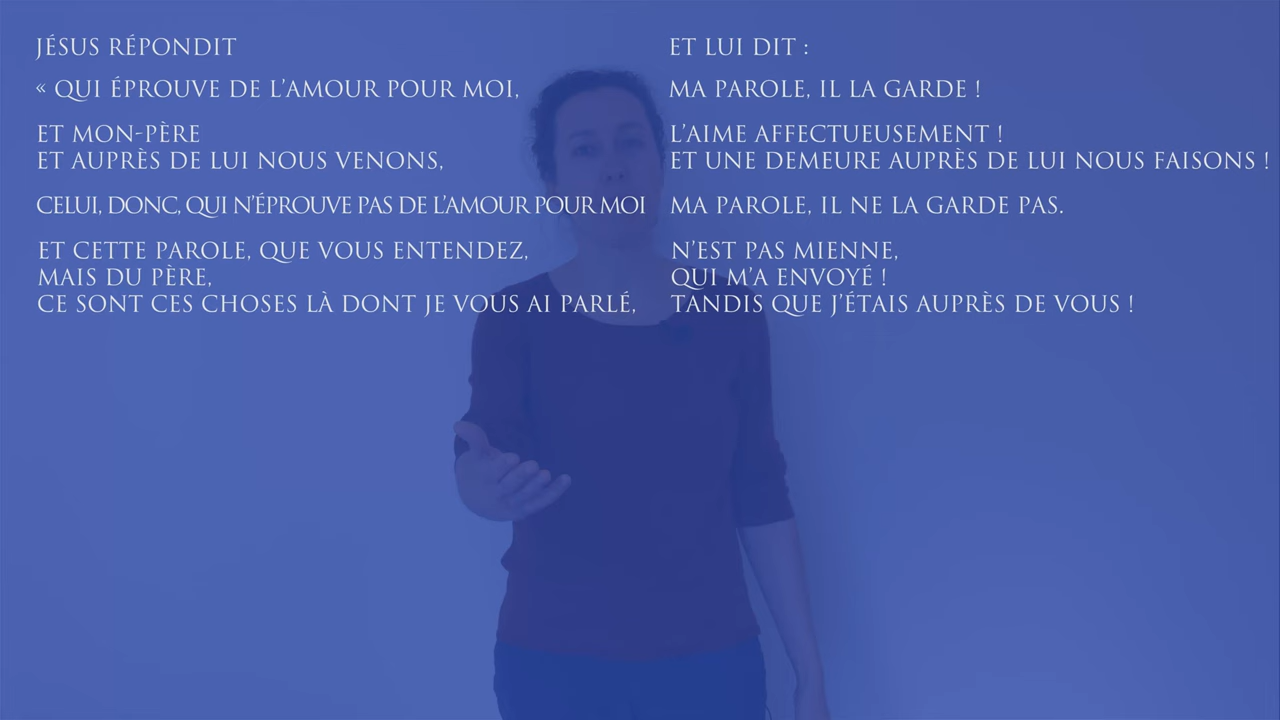 JÉSUS RÉPONDIT ET LUI DIT :
« QUI ÉPROUVE DE L’AMOUR POUR MOI, MA PAROLE, IL LA GARDE !
ET MON-PÈRE L’AIME AFFECTUEUSEMENT !
ET AUPRÈS DE LUI NOUS VENONS, ET UNE DEMEURE AUPRÈS DE LUI NOUS FAISONS !
CELUI, DONC, QUI N’ÉPROUVE PAS DE L’AMOUR POUR MOI MA PAROLE, IL NE LA GARDE PAS.
ET CETTE PAROLE, QUE VOUS ENTENDEZ, N’EST PAS MIENNE,
MAIS DU PÈRE, QUI M’A ENVOYÉ !
CE SONT CES CHOSES LÀ DONT JE VOUS AI PARLÉ, TANDIS QUE J’ÉTAIS AUPRÈS DE VOUS !